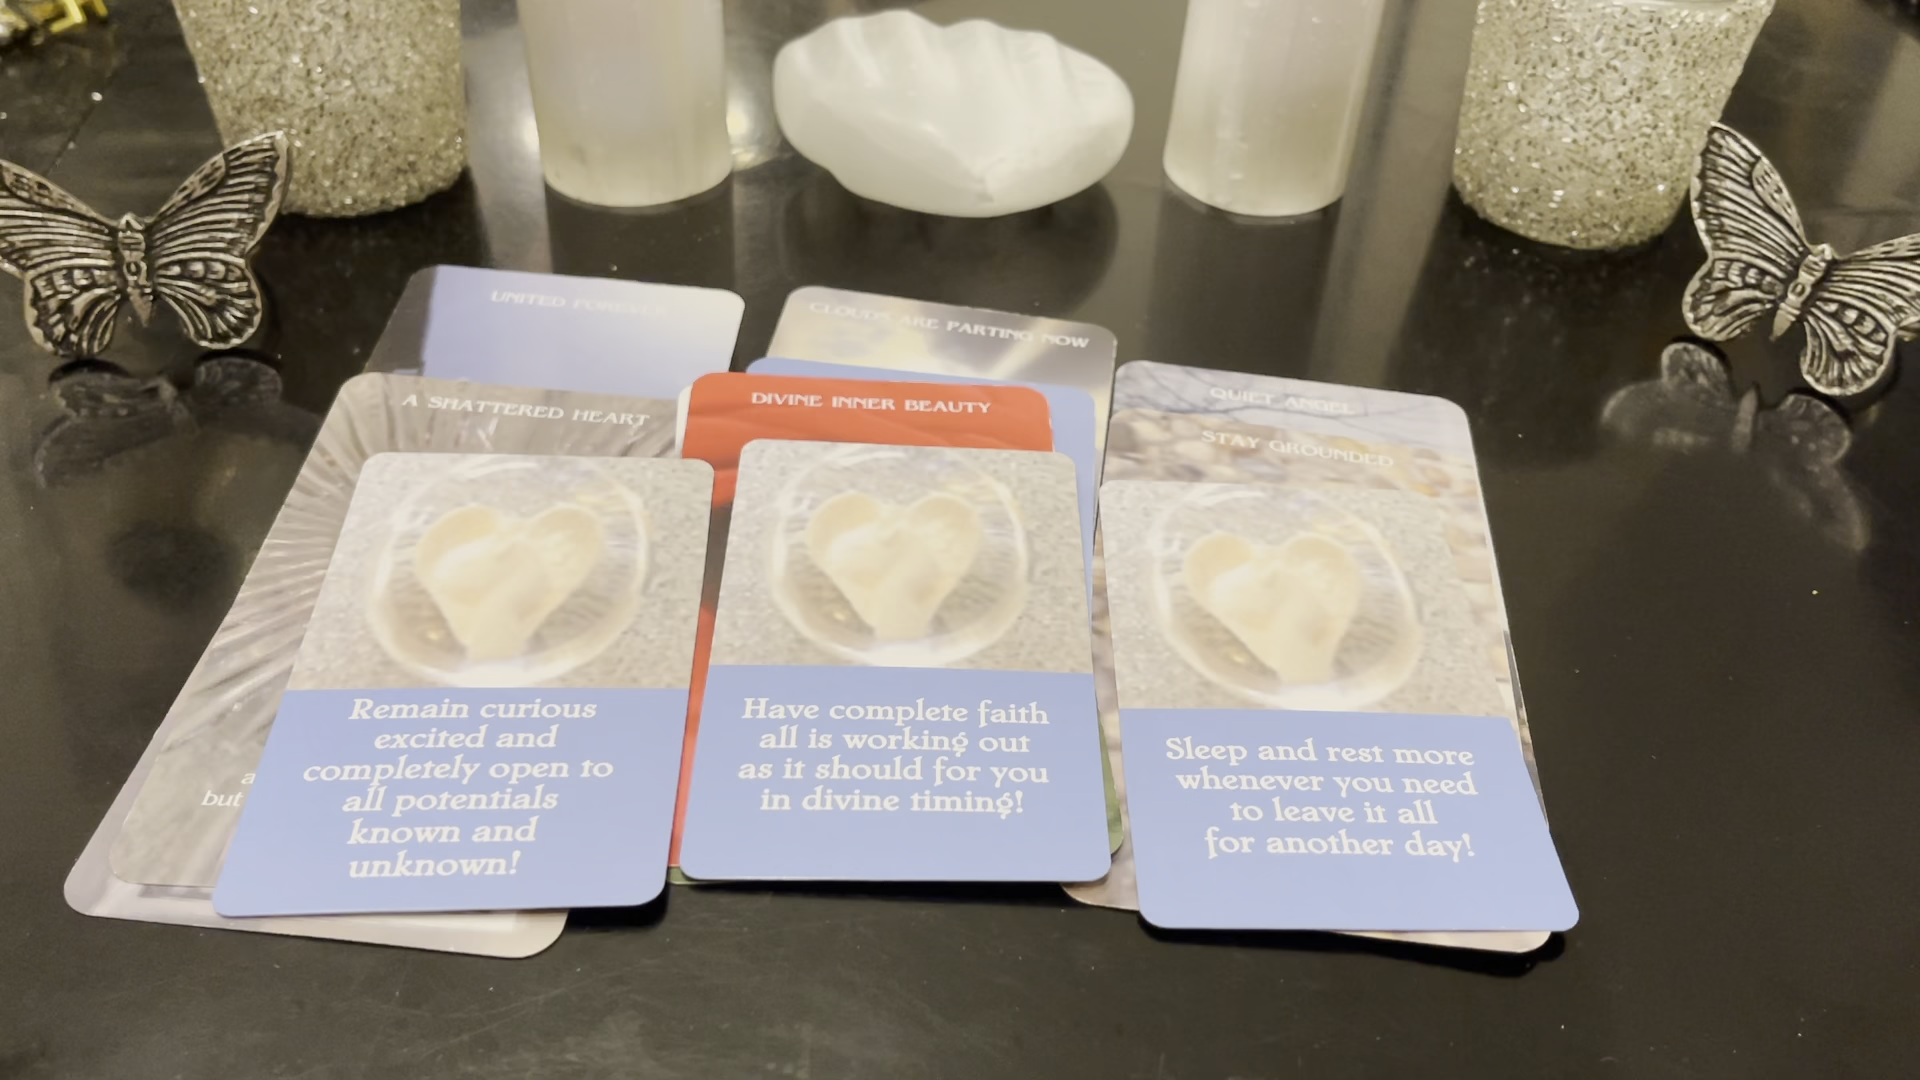 UNITED FOREVER
CLOUDS ARE PARTING NOW
QUIET ANGEL
A SHATTERED HEART
DIVINE INNER BEAUTY
STAY GROUNDED
a
but
Remain curious
excited and
completely open to
all potentials
known and
unknown!
Have complete faith
all is working out
as it should for you
in divine timing!
Sleep and rest more
whenever you need
to leave it all
for another day!